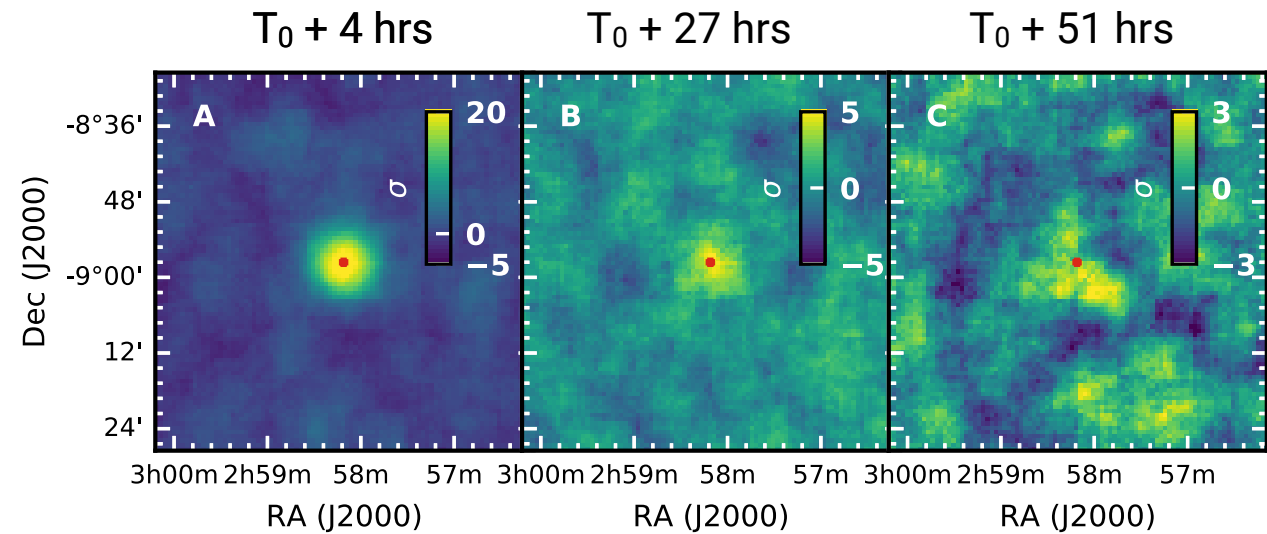 T₀ + 4 hrs
T₀ + 27 hrs
T₀ + 51 hrs
A
B
C
20
0
−5
σ
5
0
−5
σ
3
0
−3
σ
-8°36'
48'
-9°00'
12'
24'
Dec (J2000)
3h00m 2h59m 58m 57m
3h00m 2h59m 58m 57m
3h00m 2h59m 58m 57m
RA (J2000)
RA (J2000)
RA (J2000)